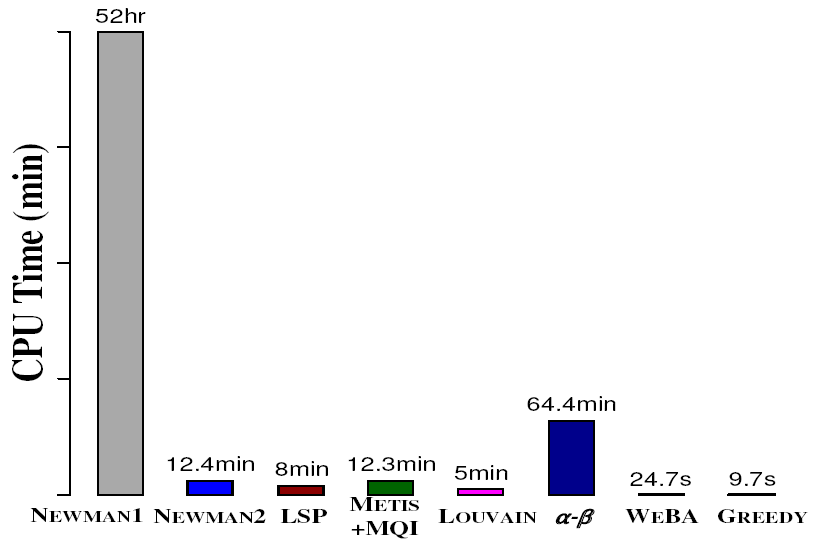 52hr
CPU Time (min)
64.4min
12.4min
8min
12.3min
5min
24.7s
9.7s
NEWMAN1
NEWMAN2
LSP
METIS
+MQI
LOUVAIN
α-β
WEBA
GREEDY